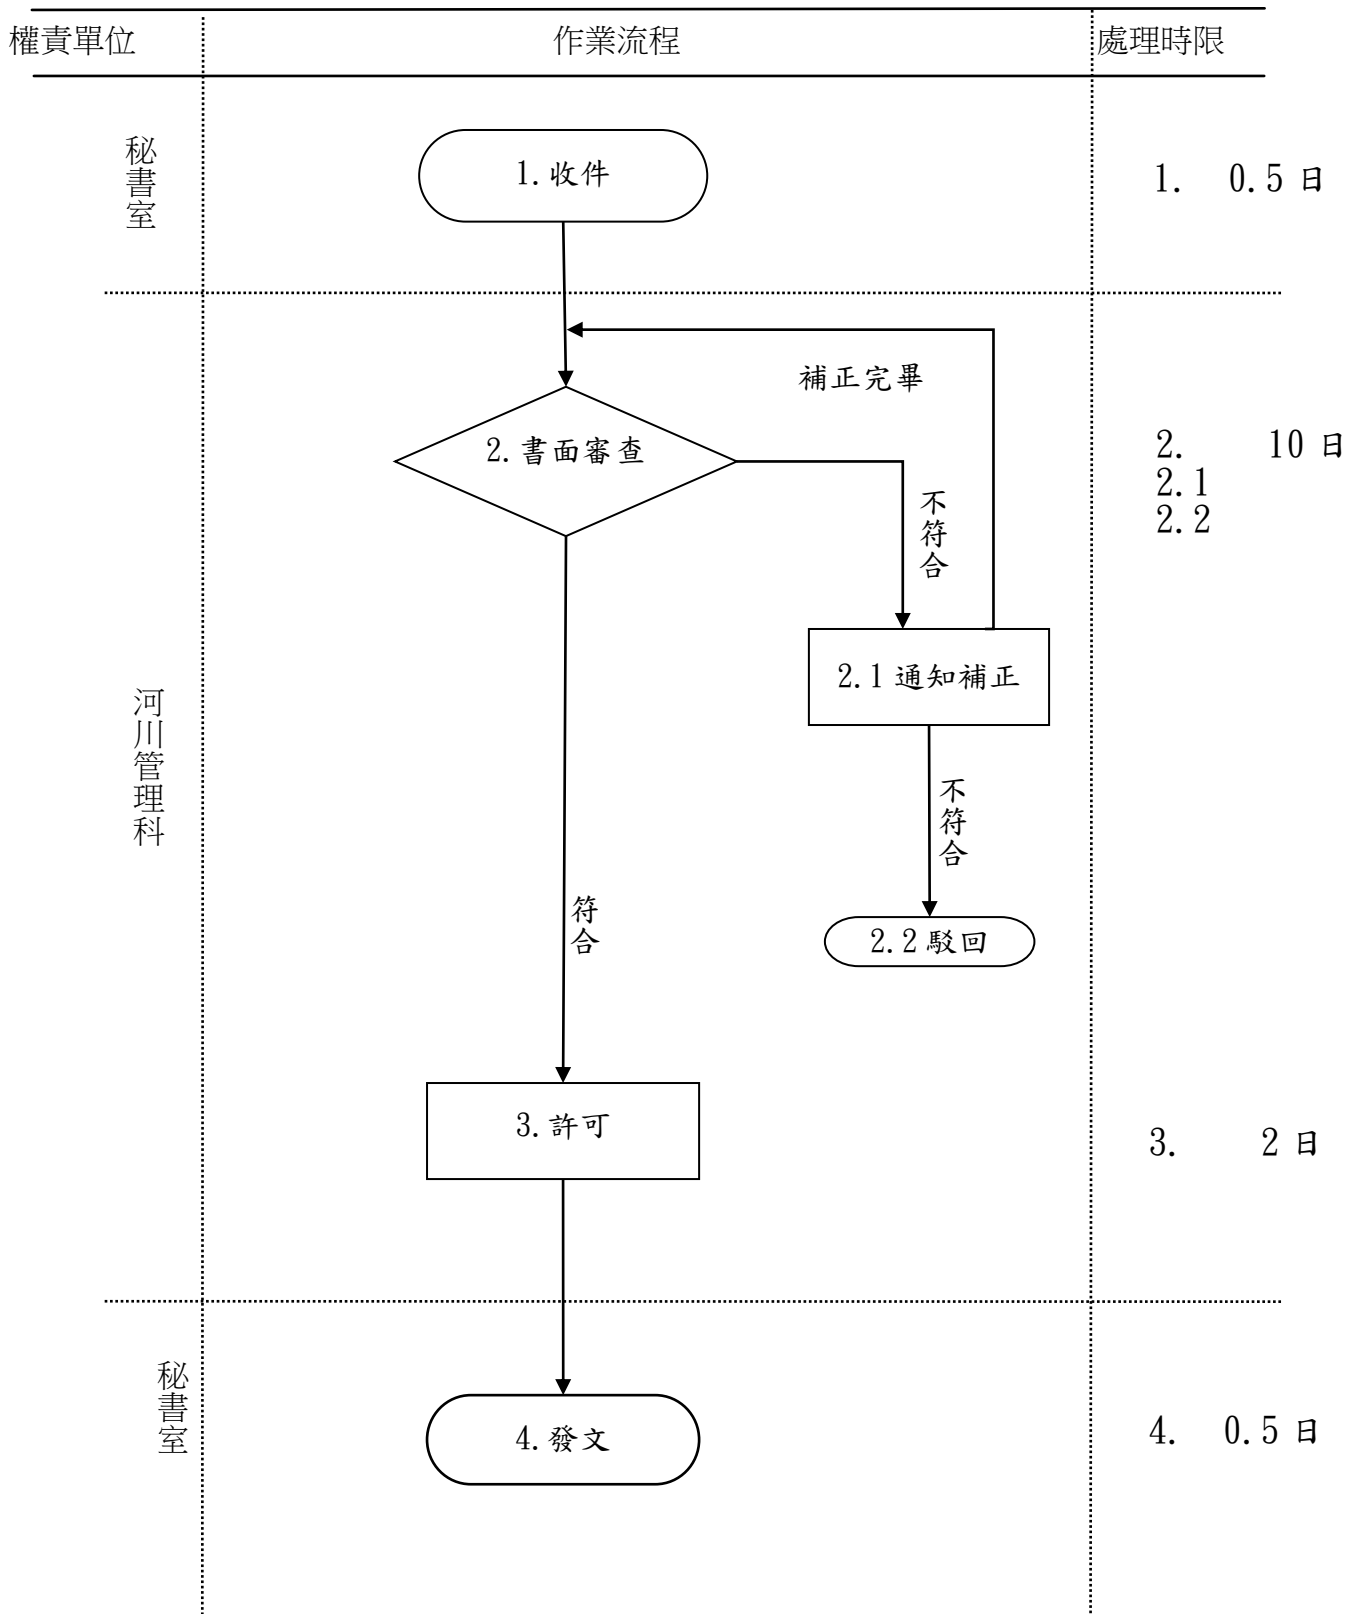 權責單位
作業流程
處理時限
秘書室
1.收件
1. 0.5日
補正完畢
2.書面審查
2. 10日
2.1
2.2
不符合
2.1通知補正
河川管理科
不符合
符合
2.2駁回
3.許可
3. 2日
秘書室
4.發文
4. 0.5日